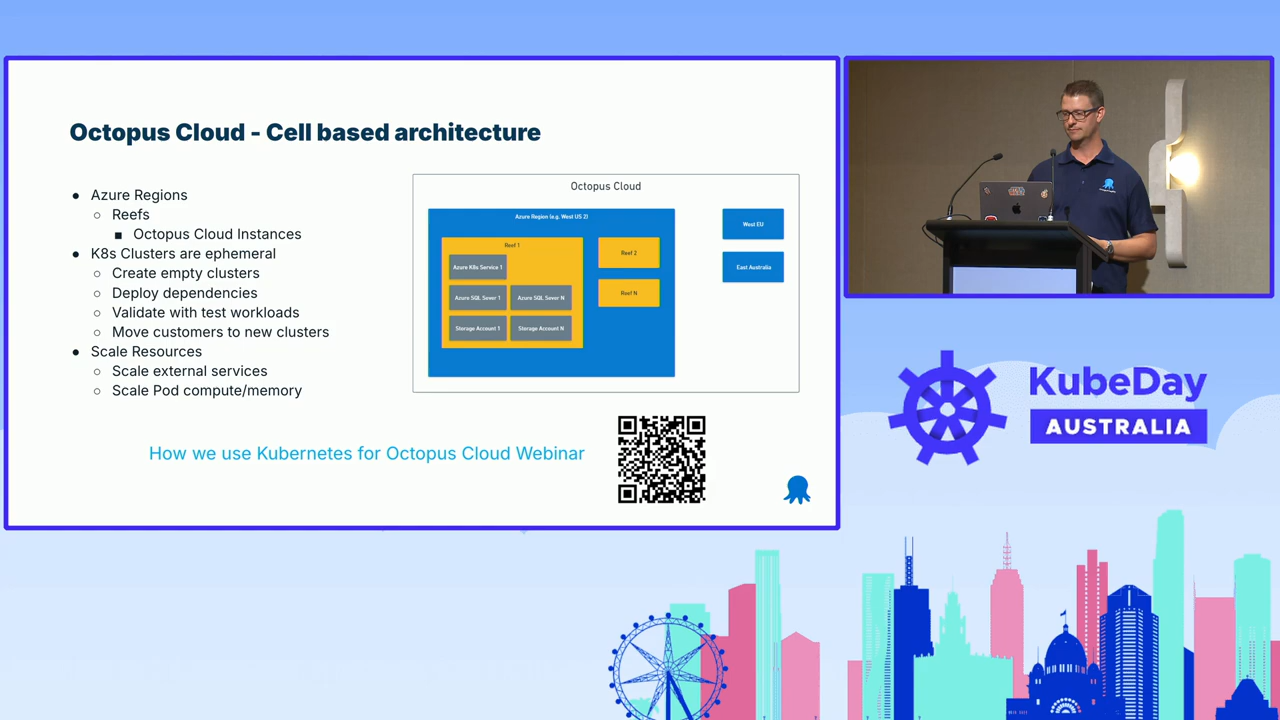 Octopus Cloud - Cell based architecture
Azure Regions
Reefs
Octopus Cloud Instances
K8s Clusters are ephemeral
Create empty clusters
Deploy dependencies
Validate with test workloads
Move customers to new clusters
Scale Resources
Scale external services
Scale Pod compute/memory
Octopus Cloud
Azure Region (e.g. West US 2)
Reef 1
Azure K8s Service 1
Azure SQL Sever 1
Azure SQL Sever N
Storage Account 1
Storage Account N
Reef 2
Reef N
West EU
East Australia
How we use Kubernetes for Octopus Cloud Webinar
KubeDay
AUSTRALIA